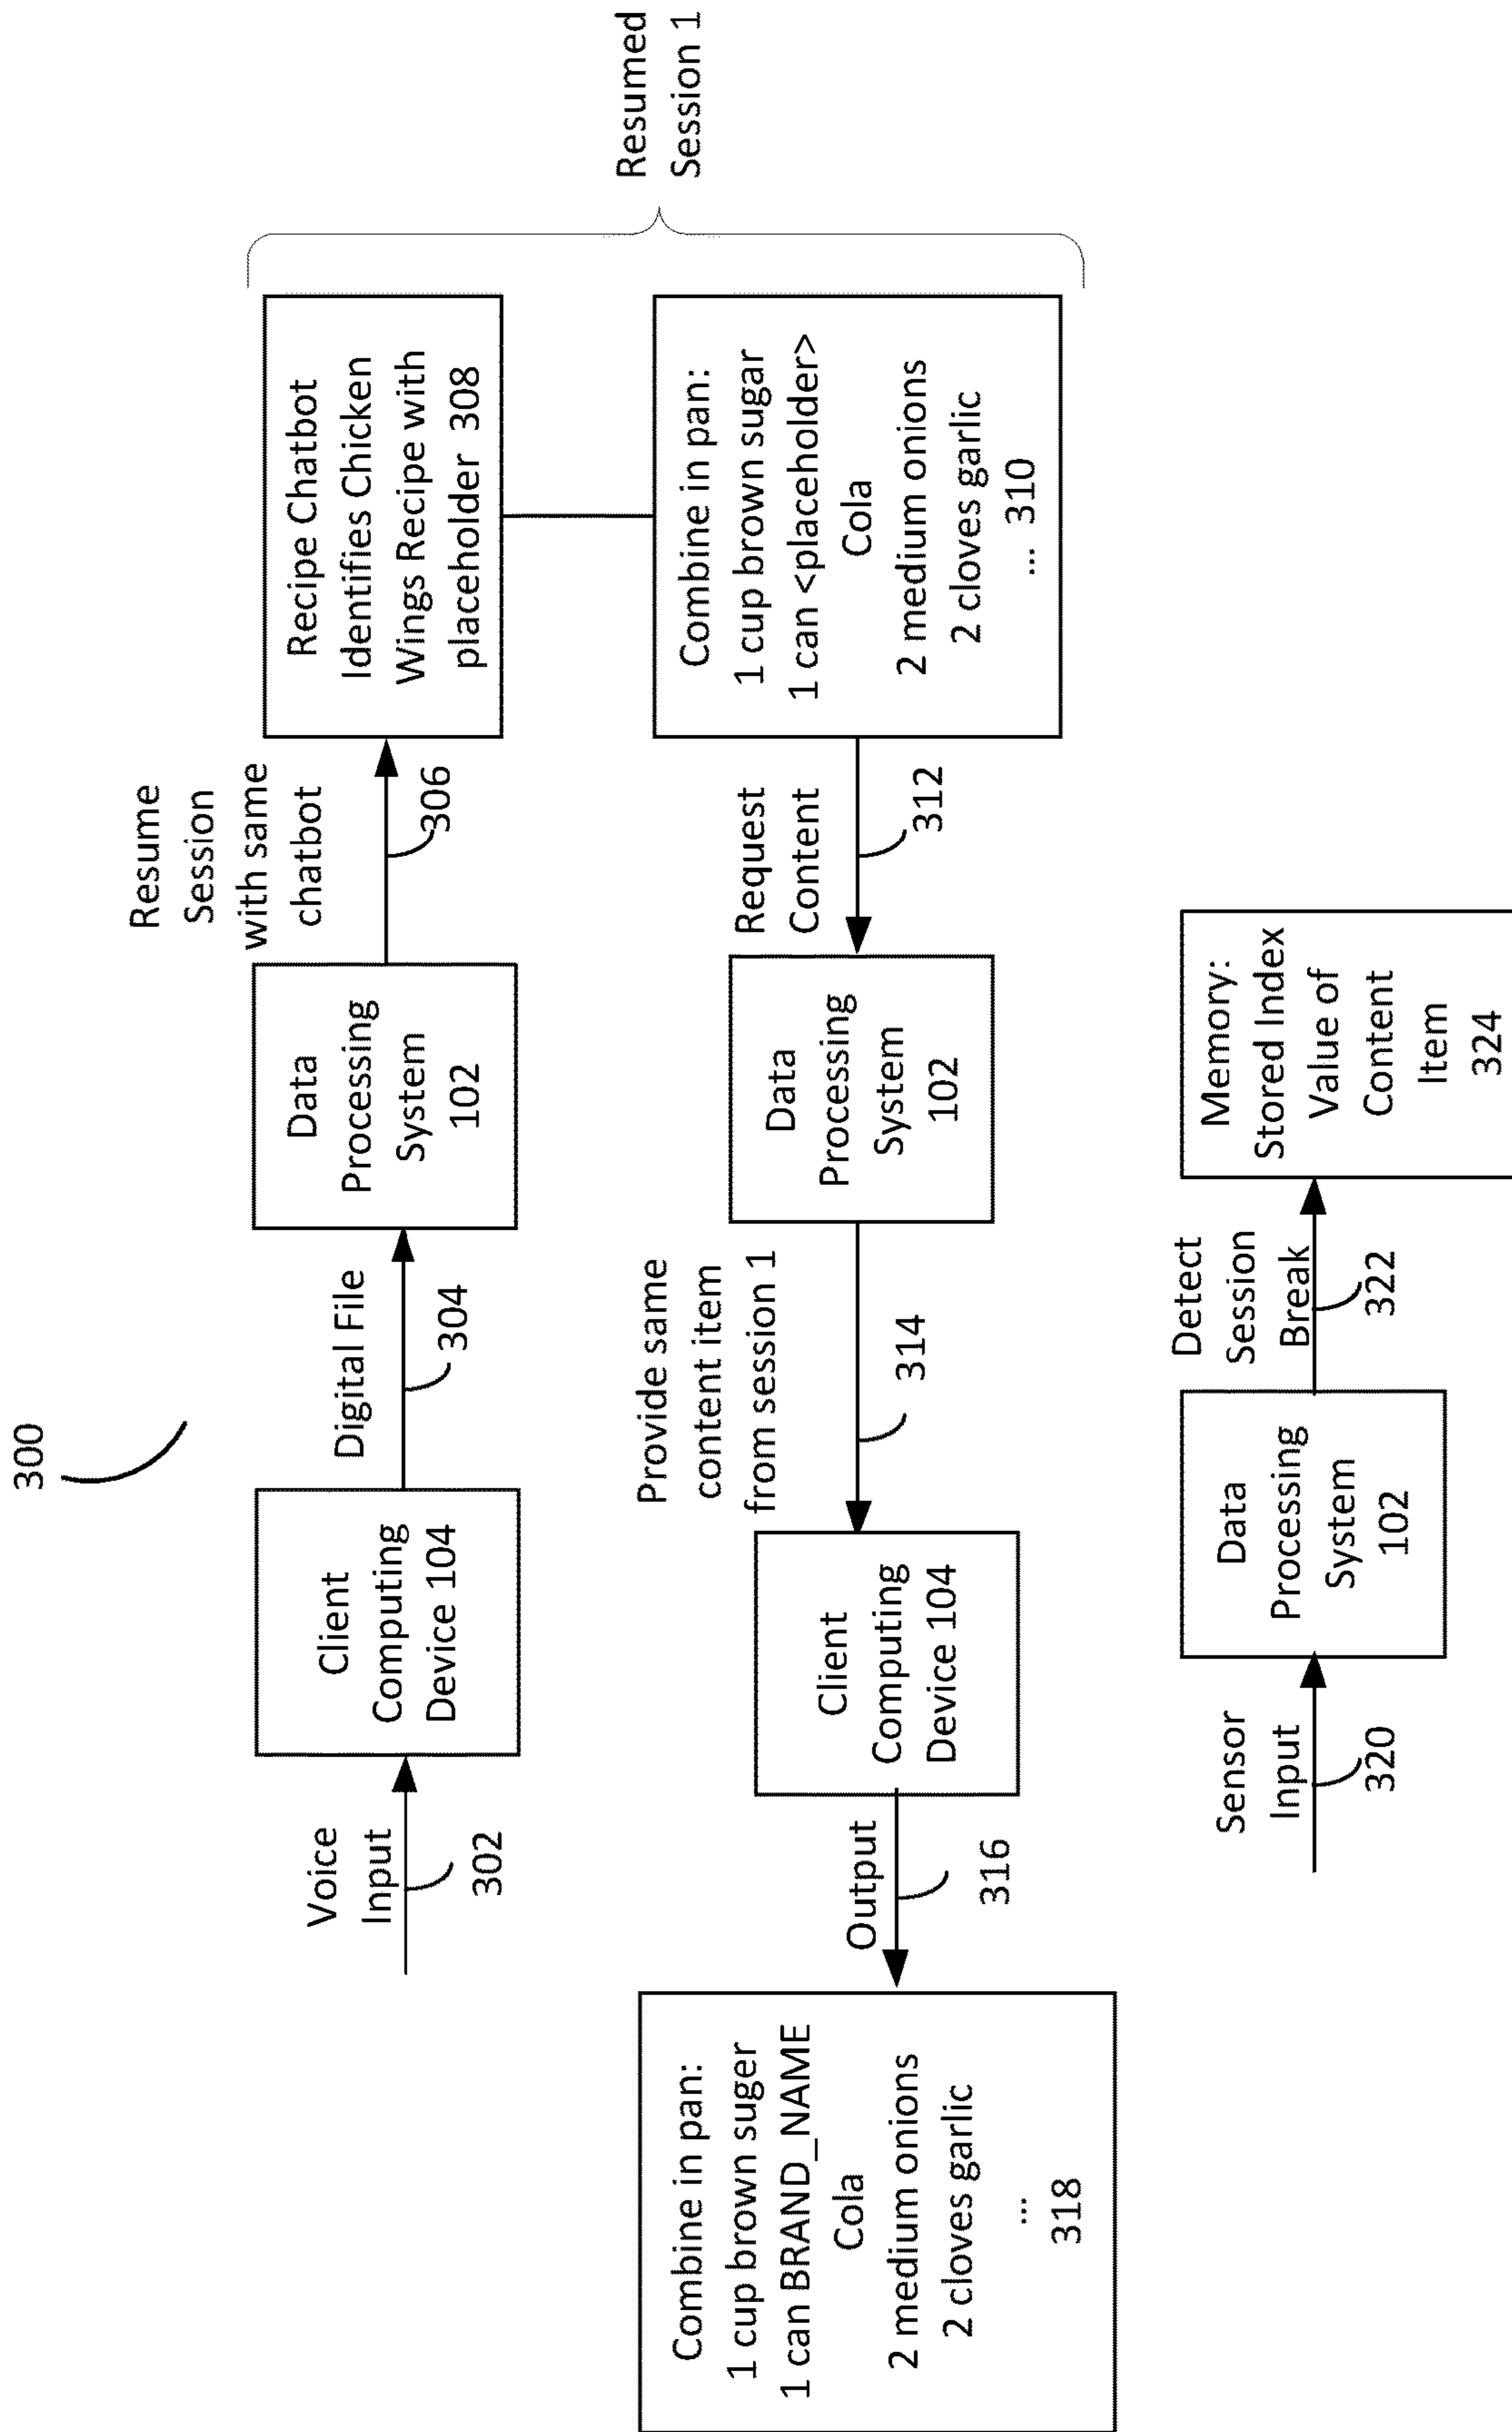 300
Voice
Input
302
Client
Computing
Device 104
Digital File
304
Data
Processing
System
102
Resume
Session
with same
chatbot
306
Recipe Chatbot
Identifies Chicken
Wings Recipe with
placeholder 308
Resumed
Session 1
Combine in pan:
1 cup brown sugar
1 can <placeholder>
Cola
2 medium onions
2 cloves garlic
... 310
Request
Content
312
Data
Processing
System
102
Provide same
content item
from session 1
314
Client
Computing
Device 104
Output
316
Combine in pan:
1 cup brown suger
1 can BRAND_NAME
Cola
2 medium onions
2 cloves garlic
...
318
Sensor
Input
320
Data
Processing
System
102
Detect
Session
Break
322
Memory:
Stored Index
Value of
Content
Item
324